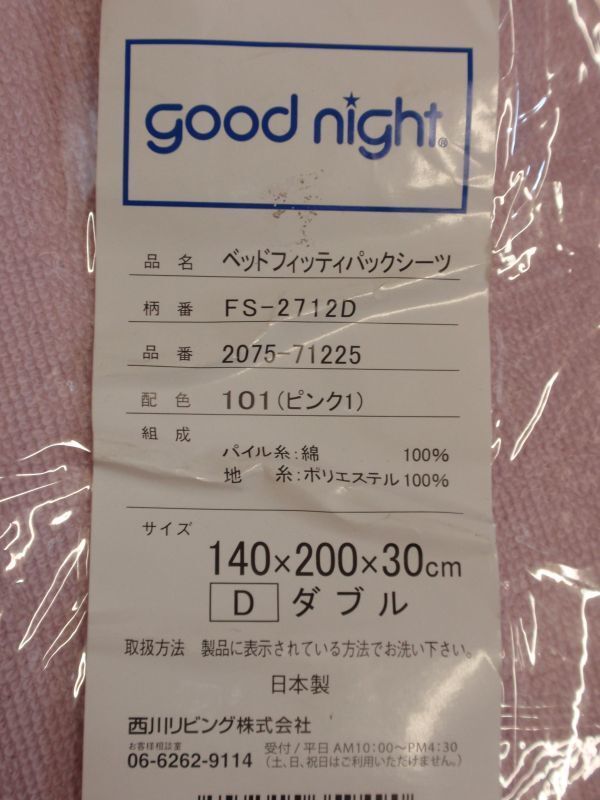 good night®
品名 ベッドフィッティパックシーツ
柄番 FS-2712D
品番 2075-71225
配色 101(ピンク1)
組成
パイル糸:綿 100%
地糸:ポリエステル100%
サイズ
140×200×30cm
D ダブル
取扱方法 製品に表示されている方法でお洗い下さい。
日本製
西川リビング株式会社
お客様相談室 受付/平日 AM10:00〜PM4:30
06-6262-9114 (土、日、祝日はご利用いただけません。)